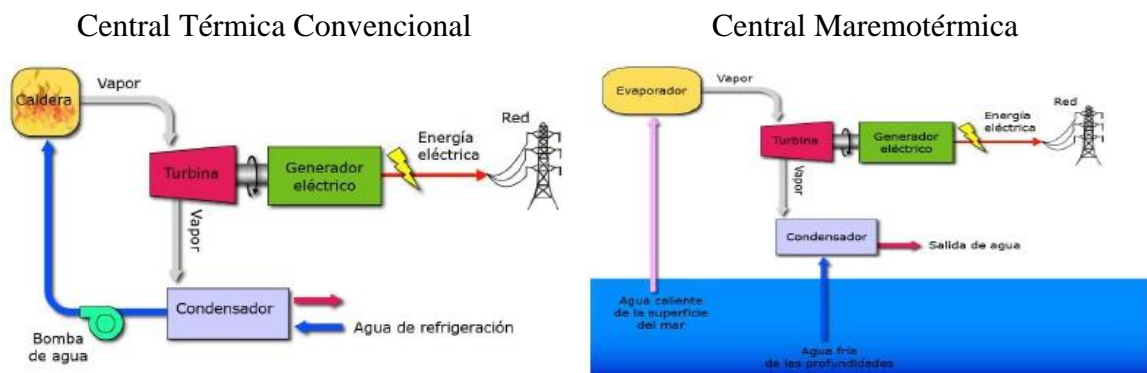 Central Térmica Convencional
Caldera
Vapor
Turbina
Generador
eléctrico
Energía
eléctrica
Red
Vapor
Condensador
Agua de refrigeración
Bomba
de agua
Central Maremotérmica
Evaporador
Vapor
Turbina
Generador
eléctrico
Energía
eléctrica
Red
Vapor
Condensador
Salida de agua
Agua caliente
de la superficie
del mar
Agua fría
de las profundidades